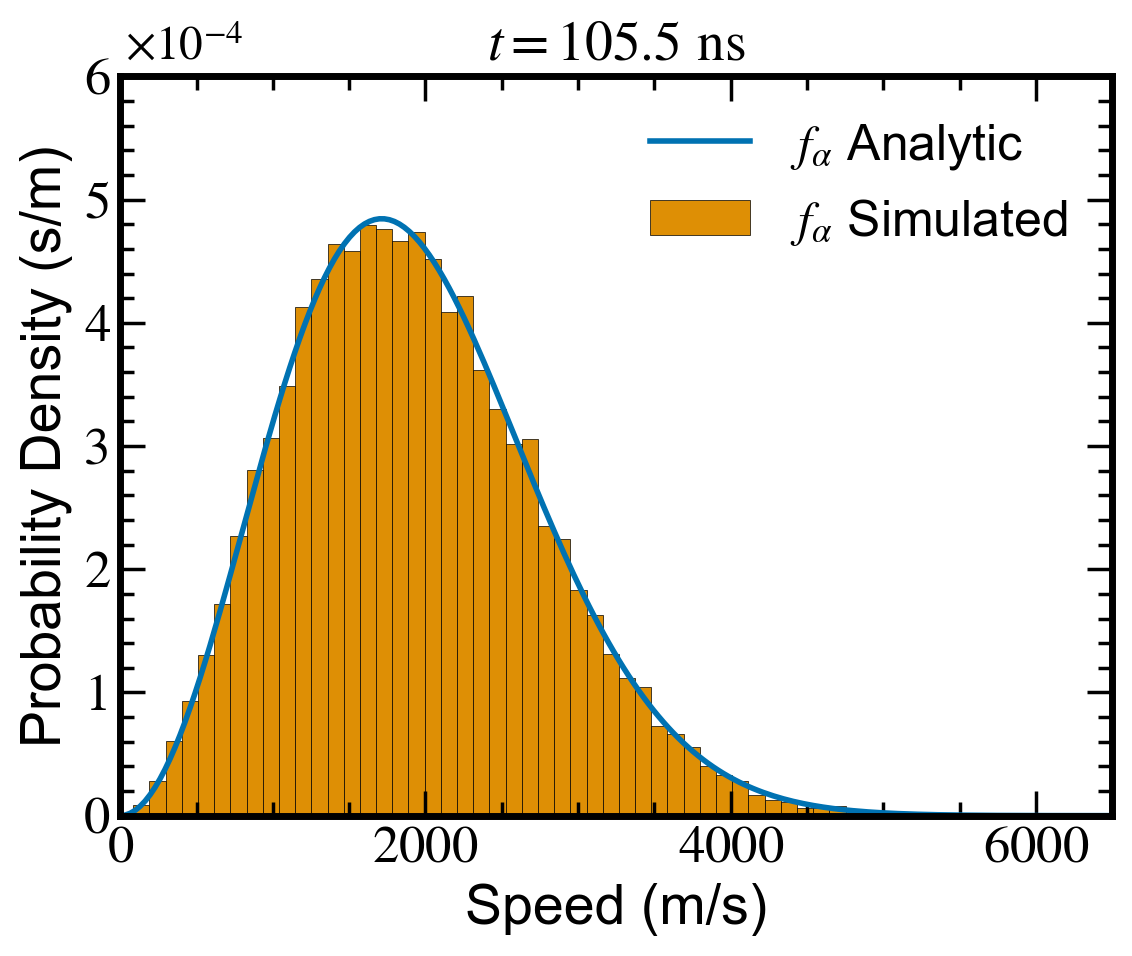 ×10⁻⁴
t = 105.5 ns
6
5
4
3
2
1
0
Probability Density (s/m)
fα Analytic
fα Simulated
0 2000 4000 6000
Speed (m/s)